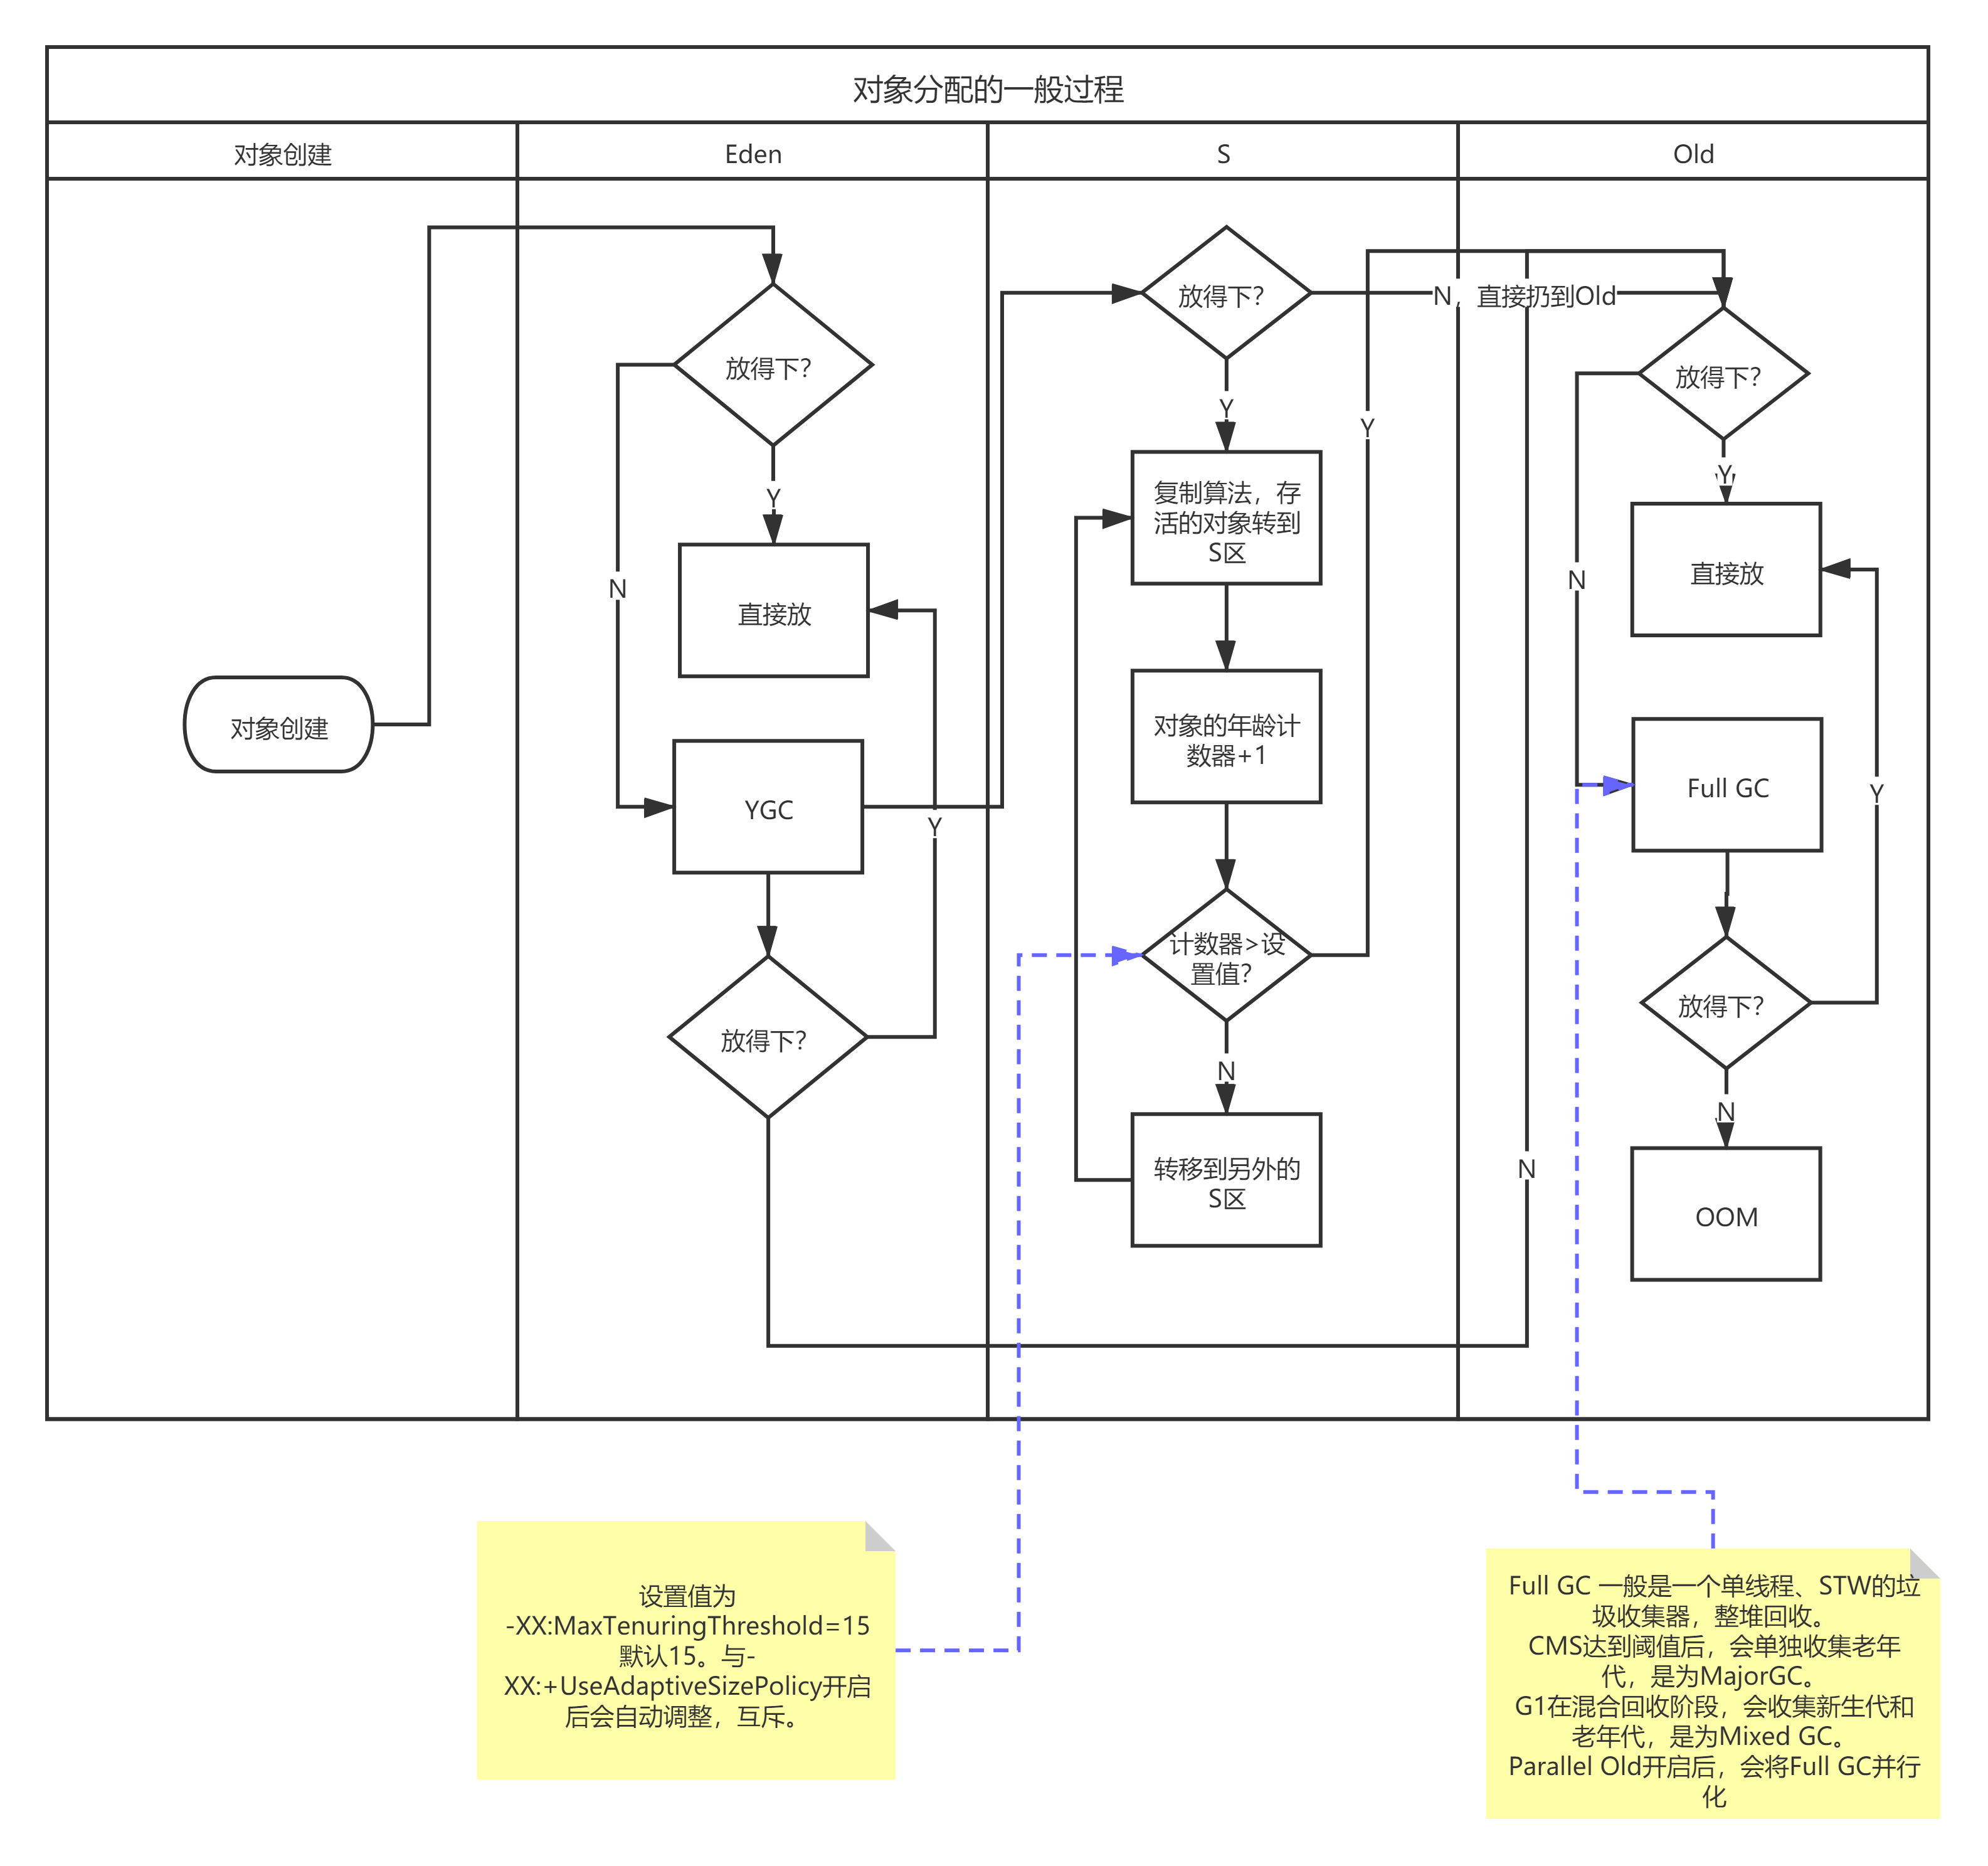 对象分配的一般过程
对象创建
Eden
S
Old
对象创建
放得下?
Y
N
直接放
YGC
Y
放得下?
放得下?
N，直接扔到Old
Y
复制算法，存
活的对象转到
S区
对象的年龄计
数器+1
计数器>设
置值?
Y
N
转移到另外的
S区
N
放得下?
Y
N
直接放
Full GC
Y
放得下?
N
OOM
设置值为
-XX:MaxTenuringThreshold=15
默认15。与-
XX:+UseAdaptiveSizePolicy开启
后会自动调整，互斥。
Full GC 一般是一个单线程、STW的垃
圾收集器，整堆回收。
CMS达到阈值后，会单独收集老年
代，是为MajorGC。
G1在混合回收阶段，会收集新生代和
老年代，是为Mixed GC。
Parallel Old开启后，会将Full GC并行
化